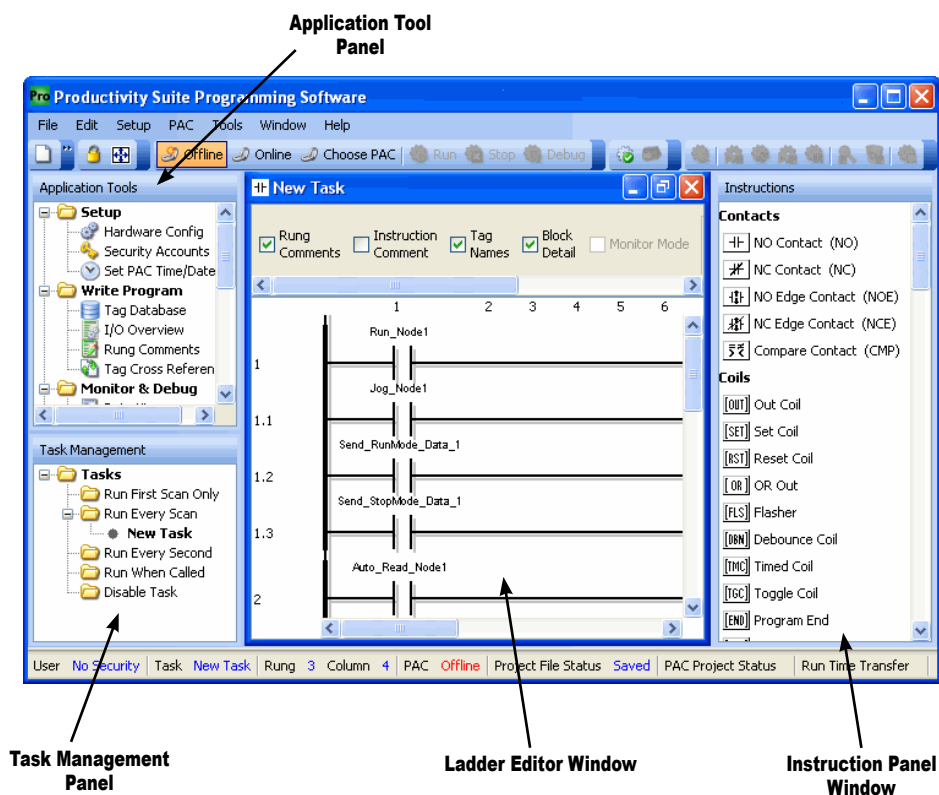 Application Tool
Panel
Pro Productivity Suite Programming Software
File Edit Setup PAC Tools Window Help
" Offline Online Choose PAC Run Stop Debug
Application Tools
Setup
Hardware Config
Security Accounts
Set PAC Time/Date
Write Program
Tag Database
I/O Overview
Rung Comments
Tag Cross Referen
Monitor & Debug
Task Management
Tasks
Run First Scan Only
Run Every Scan
New Task
Run Every Second
Run When Called
Disable Task
New Task
Rung
Comments
Instruction
Comment
Tag
Names
Block
Detail
Monitor Mode
1 2 3 4 5 6
Run_Node1
1
Jog_Node1
1.1
Send_RunMode_Data_1
1.2
Send_StopMode_Data_1
1.3
Auto_Read_Node1
2
Instructions
Contacts
NO Contact (NO)
NC Contact (NC)
NO Edge Contact (NOE)
NC Edge Contact (NCE)
Compare Contact (CMP)
Coils
[OUT] Out Coil
[SET] Set Coil
[RST] Reset Coil
[OR] OR Out
[FLS] Flasher
[DBN] Debounce Coil
[TMC] Timed Coil
[TGC] Toggle Coil
[END] Program End
User No Security Task New Task Rung 3 Column 4 PAC Offline Project File Status Saved PAC Project Status Run Time Transfer
Task Management
Panel
Ladder Editor Window
Instruction Panel
Window